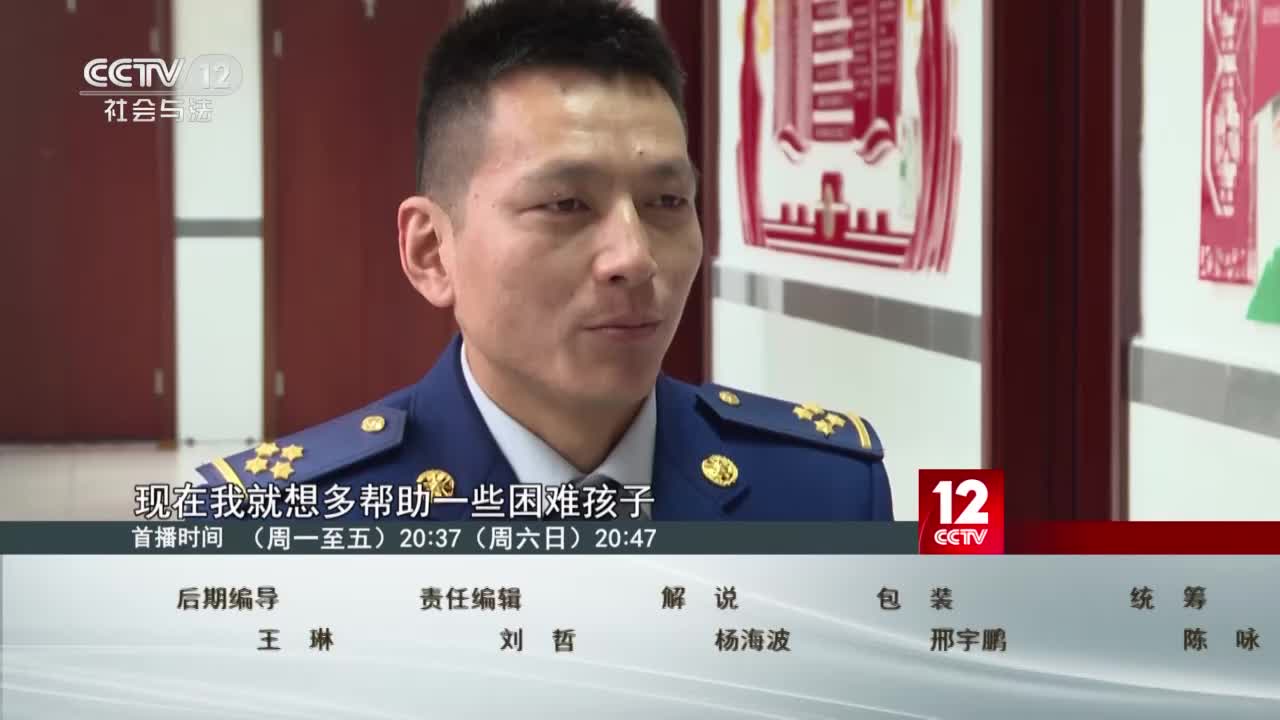 CCTV 12
社会与法
现在我就想多帮助一些困难孩子
首播时间 （周一至五）20:37（周六日）20:47
12
CCTV
后期编导 责任编辑 解 说 包 装 统 筹
王 琳 刘 哲 杨海波 邢宇鹏 陈 咏